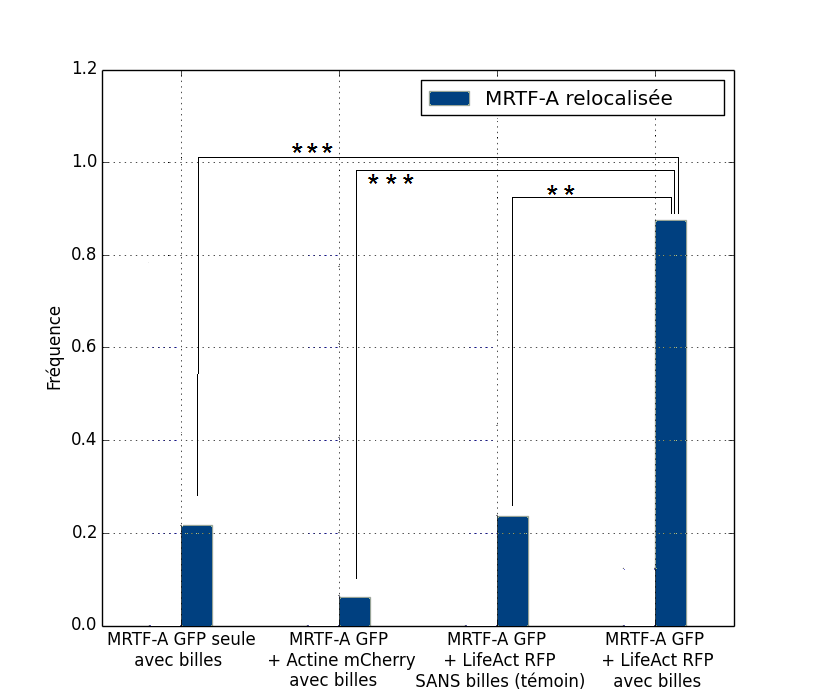 1.2
MRTF-A relocalisée
***
1.0
***
**
0.8
0.6
Fréquence
0.4
0.2
0.0
MRTF-A GFP seule
avec billes
MRTF-A GFP
+ Actine mCherry
avec billes
MRTF-A GFP
+ LifeAct RFP
SANS billes (témoin)
MRTF-A GFP
+ LifeAct RFP
avec billes